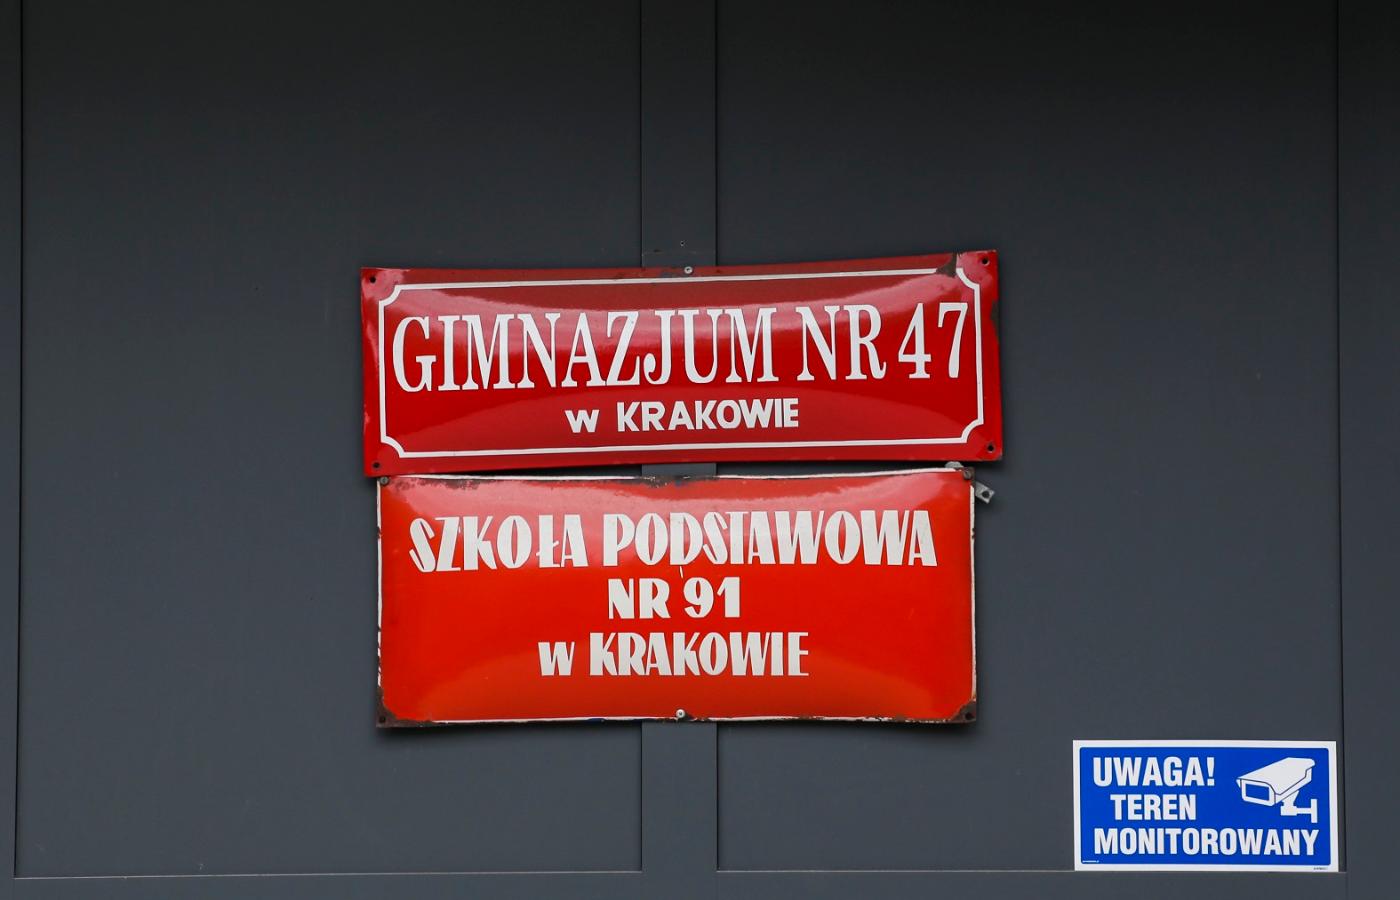 GIMNAZJUM NR 47
w KRAKOWIE
SZKOŁA PODSTAWOWA
NR 91
w KRAKOWIE
UWAGA!
TEREN
MONITOROWANY